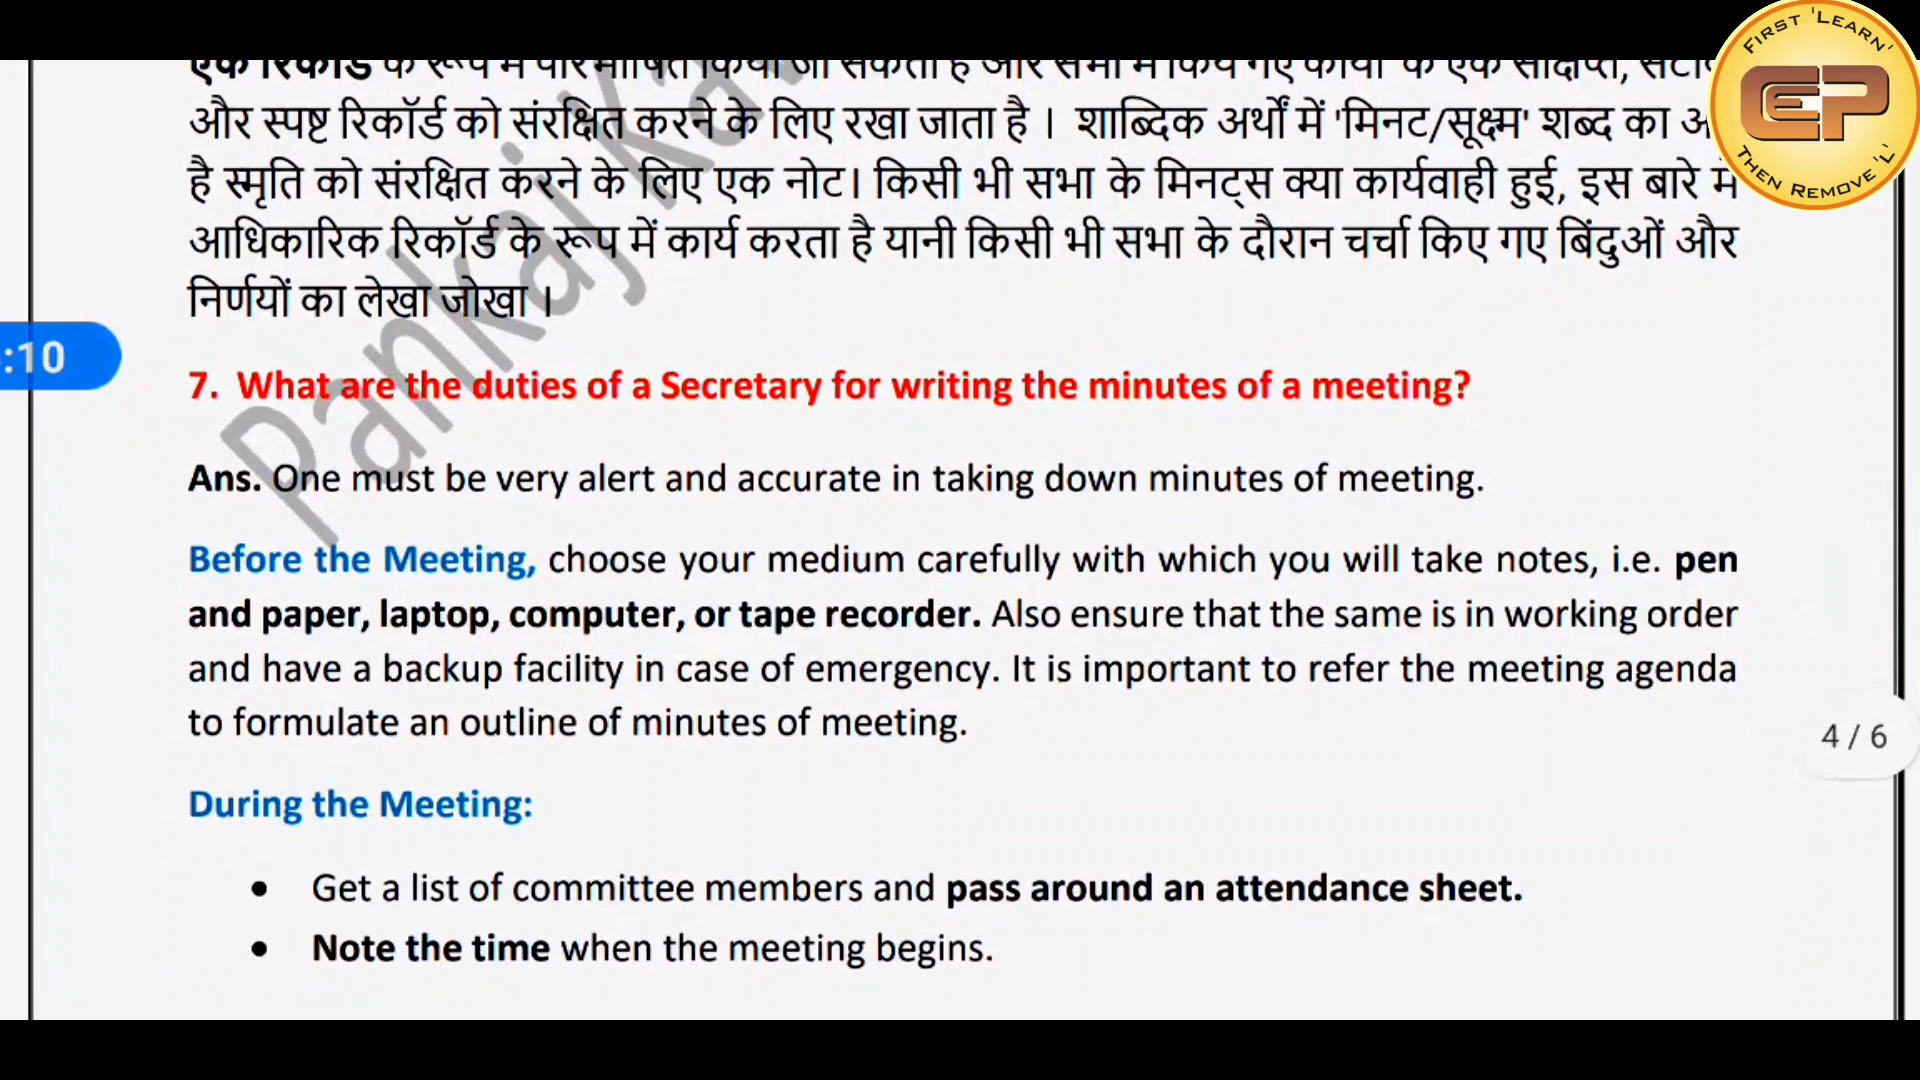 एक रिकॉर्ड के रूप में परिभाषित किया जा सकता है और सभा में किये गए कार्यों के एक संक्षिप्त,
और स्पष्ट रिकॉर्ड को संरक्षित करने के लिए रखा जाता है । शाब्दिक अर्थों में 'मिनट/सूक्ष्म' शब्द का
है स्मृति को संरक्षित करने के लिए एक नोट। किसी भी सभा के मिनट्स क्या कार्यवाही हुई, इस बारे में
आधिकारिक रिकॉर्ड के रूप में कार्य करता है यानी किसी भी सभा के दौरान चर्चा किए गए बिंदुओं और
निर्णयों का लेखा जोखा ।
:10
7. What are the duties of a Secretary for writing the minutes of a meeting?
Ans. One must be very alert and accurate in taking down minutes of meeting.
Before the Meeting, choose your medium carefully with which you will take notes, i.e. pen
and paper, laptop, computer, or tape recorder. Also ensure that the same is in working order
and have a backup facility in case of emergency. It is important to refer the meeting agenda
to formulate an outline of minutes of meeting.
4 / 6
During the Meeting:
• Get a list of committee members and pass around an attendance sheet.
• Note the time when the meeting begins.
Pankaj
FIRST 'LEARN'
EP
THEN REMOVE 'L'